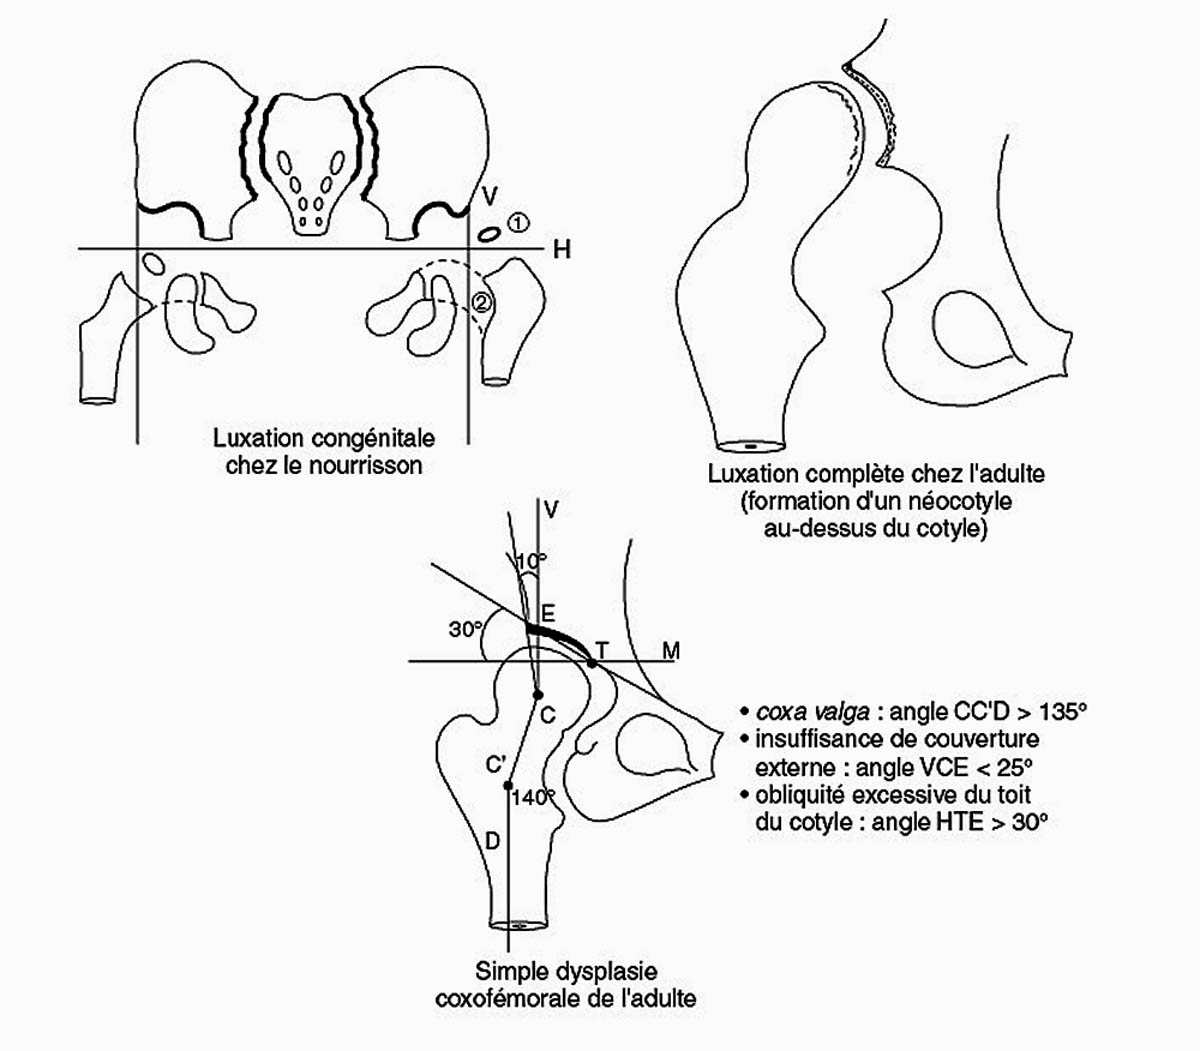 V
①
H
②
Luxation congénitale
chez le nourrisson
Luxation complète chez l'adulte
(formation d'un néocotyle
au-dessus du cotyle)
V
10°
E
30°
T
M
C
C'
140°
D
• coxa valga : angle CC'D > 135°
• insuffisance de couverture
externe : angle VCE < 25°
• obliquité excessive du toit
du cotyle : angle HTE > 30°
Simple dysplasie
coxofémorale de l'adulte